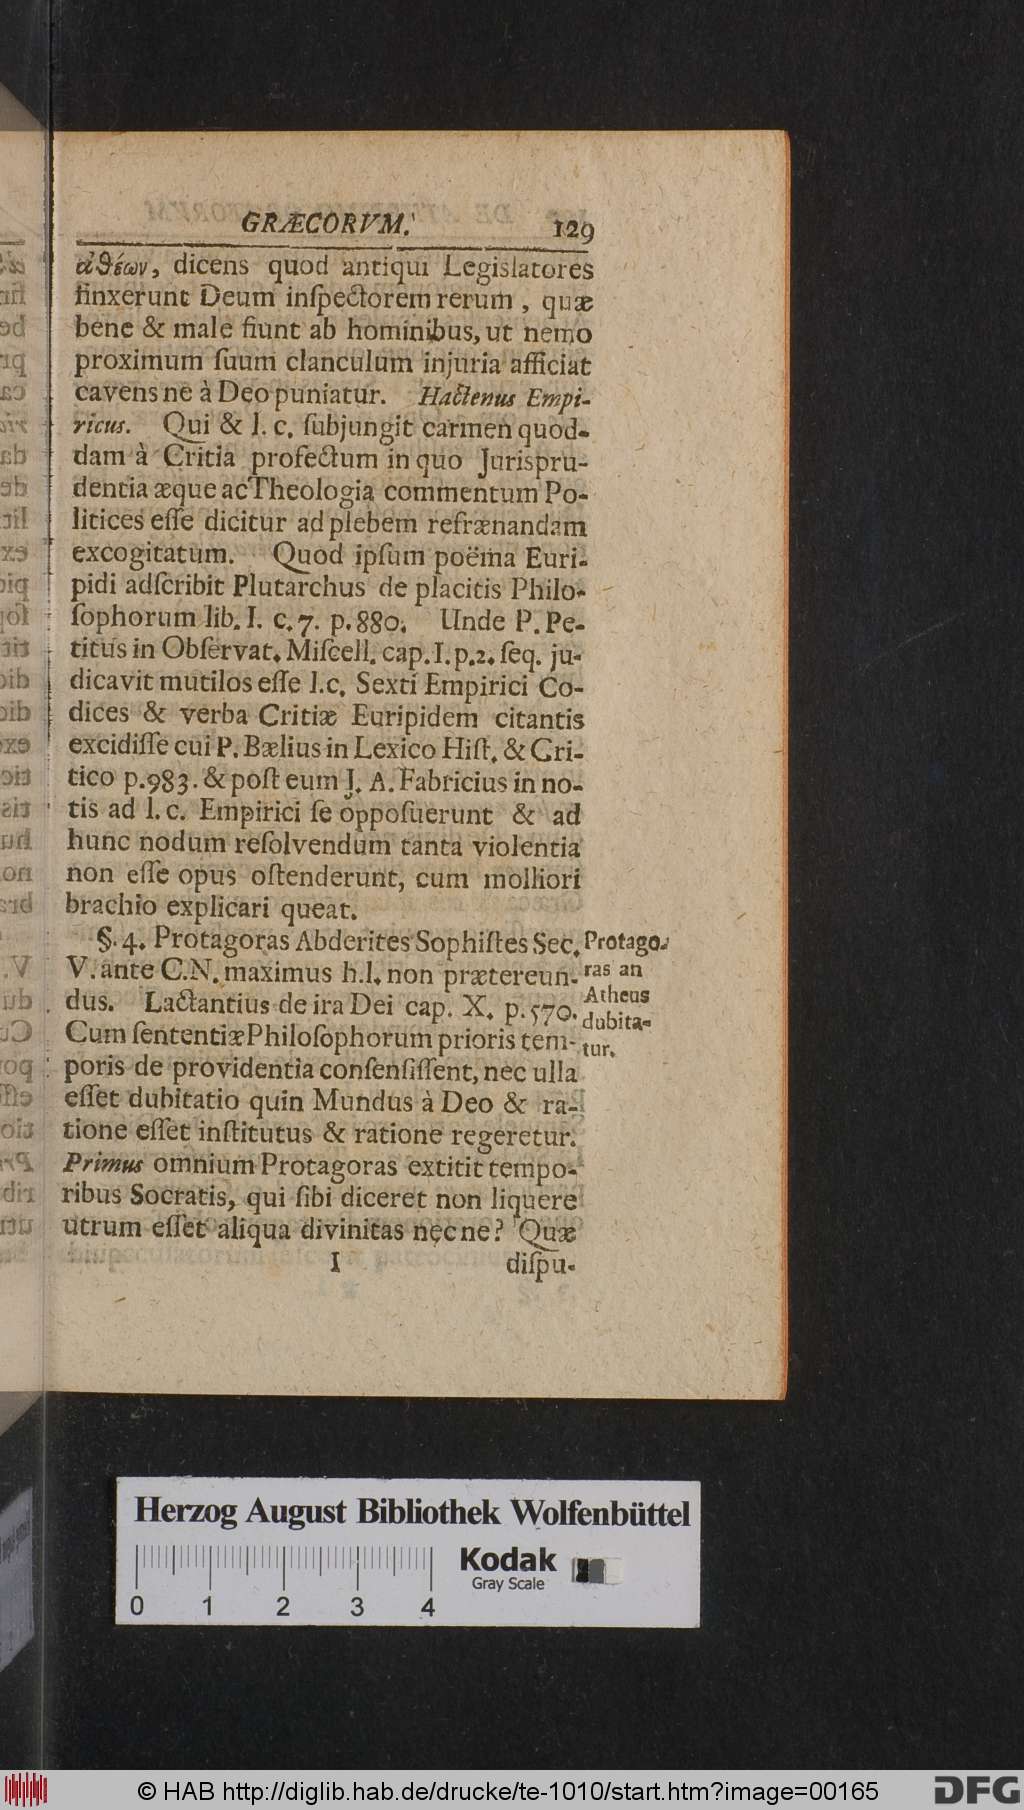 GRÆCORVM. 129
ἀθέων, dicens quod antiqui Legislatores
finxerunt Deum inſpectorem rerum, quæ
bene & male fiunt ab hominibus, ut nemo
proximum ſuum clanculum injuria afficiat
cavens ne à Deo puniatur. Hactenus Empi-
ricus. Qui & l. c. ſubjungit carmen quod-
dam à Critia profectum in quo Jurispru-
dentia æque ac Theologia commentum Po-
litices eſſe dicitur ad plebem refrænandam
excogitatum. Quod ipſum poëma Euri-
pidi adſcribit Plutarchus de placitis Philo-
ſophorum lib. I. c. 7. p. 880. Unde P. Pe-
titus in Obſervat. Miſcell. cap. I. p. 2. ſeq. ju-
dicavit mutilos eſſe l.c. Sexti Empirici Co-
dices & verba Critiæ Euripidem citantis
excidiſſe cui P. Bælius in Lexico Hiſt. & Cri-
tico p. 983. & poſt eum J. A. Fabricius in no-
tis ad l. c. Empirici ſe oppoſuerunt & ad
hunc nodum reſolvendum tanta violentia
non eſſe opus oſtenderunt, cum molliori
brachio explicari queat.
§. 4. Protagoras Abderites Sophiſtes Sec.
V. ante C.N. maximus h.l. non prætereun-
dus. Lactantius de ira Dei cap. X. p. 570.
Cum ſententiæ Philoſophorum prioris tem-
poris de providentia conſenſiſſent, nec ulla
eſſet dubitatio quin Mundus à Deo & ra-
tione eſſet inſtitutus & ratione regeretur.
Primus omnium Protagoras extitit tempo-
ribus Socratis, qui ſibi diceret non liquere
utrum eſſet aliqua divinitas necne? Quæ
I diſpu-
Protago-
ras an
Atheus
dubita-
tur.
Herzog August Bibliothek Wolfenbüttel
Kodak
Gray Scale
0 1 2 3 4
© HAB http://diglib.hab.de/drucke/te-1010/start.htm?image=00165
DFG